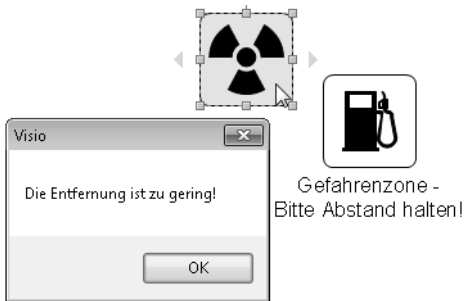 Visio
Die Entfernung ist zu gering!
OK
Gefahrenzone -
Bitte Abstand halten!